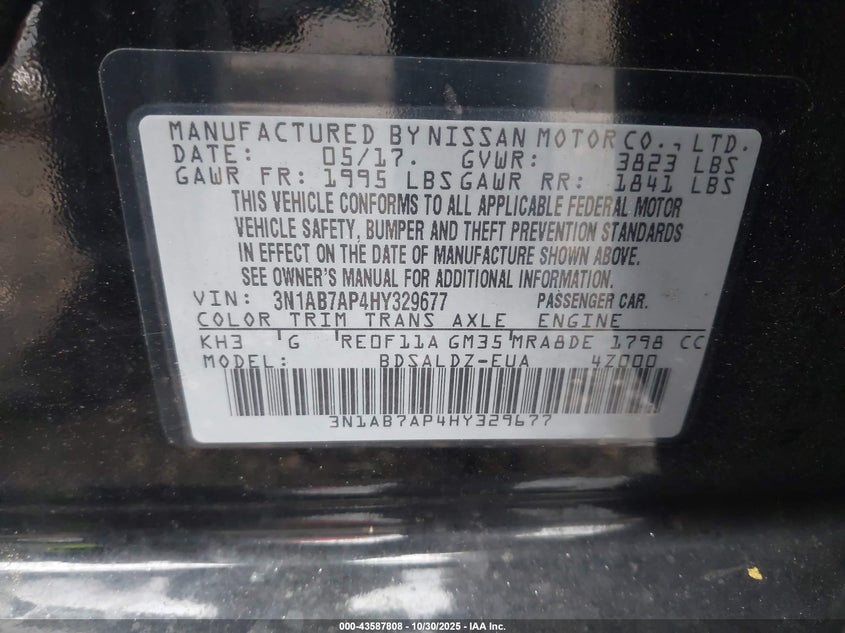 MANUFACTURED BY NISSAN MOTOR CO., LTD.
DATE: 05/17. GVWR: 3823 LBS
GAWR FR: 1995 LBS GAWR RR: 1841 LBS
THIS VEHICLE CONFORMS TO ALL APPLICABLE FEDERAL MOTOR
VEHICLE SAFETY, BUMPER AND THEFT PREVENTION STANDARDS
IN EFFECT ON THE DATE OF MANUFACTURE SHOWN ABOVE.
SEE OWNER'S MANUAL FOR ADDITIONAL INFORMATION.
VIN: 3N1AB7AP4HY329677 PASSENGER CAR.
COLOR TRIM TRANS AXLE ENGINE
KH3 G RE0F11A GM35 MRA8DE 1798 CC
MODEL: BDSALDZ-EUA 4Z000
3N1AB7AP4HY329677
000-43587808 - 10/30/2025 - IAA Inc.